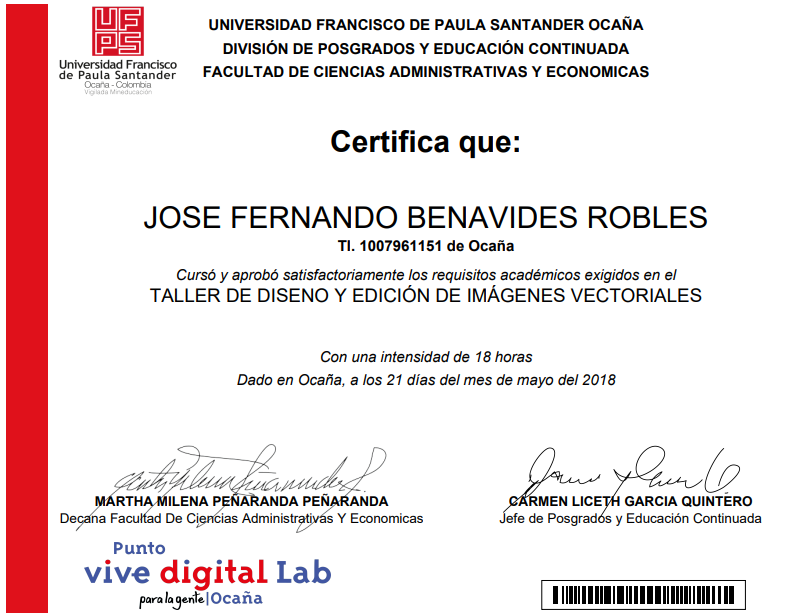 UFPS
Universidad Francisco
de Paula Santander
Ocaña - Colombia
Vigilada Mineducación
UNIVERSIDAD FRANCISCO DE PAULA SANTANDER OCAÑA
DIVISIÓN DE POSGRADOS Y EDUCACIÓN CONTINUADA
FACULTAD DE CIENCIAS ADMINISTRATIVAS Y ECONOMICAS
Certifica que:
JOSE FERNANDO BENAVIDES ROBLES
TI. 1007961151 de Ocaña
Cursó y aprobó satisfactoriamente los requisitos académicos exigidos en el
TALLER DE DISENO Y EDICIÓN DE IMÁGENES VECTORIALES
Con una intensidad de 18 horas
Dado en Ocaña, a los 21 días del mes de mayo del 2018
MARTHA MILENA PEÑARANDA PEÑARANDA
Decana Facultad De Ciencias Administrativas Y Economicas
CARMEN LICETH GARCIA QUINTERO
Jefe de Posgrados y Educación Continuada
Punto
vive digital Lab
para la gente|Ocaña